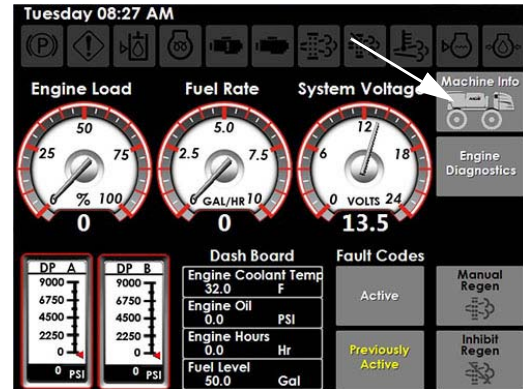 Tuesday 08:27 AM
(P)
Machine Info
Engine Load
Fuel Rate
System Voltage
0
25
50
75
100
%
0
0
2.5
5.0
7.5
10
GAL/HR
0
0
6
12
18
24
VOLTS
13.5
Engine
Diagnostics
DP A
9000
6750
4500
2250
0
0 PSI
DP B
9000
6750
4500
2250
0
0 PSI
Dash Board
Engine Coolant Temp
32.0 F
Engine Oil
0.0 PSI
Engine Hours
0.0 Hr
Fuel Level
50.0 Gal
Fault Codes
Active
Previously
Active
Manual
Regen
Inhibit
Regen